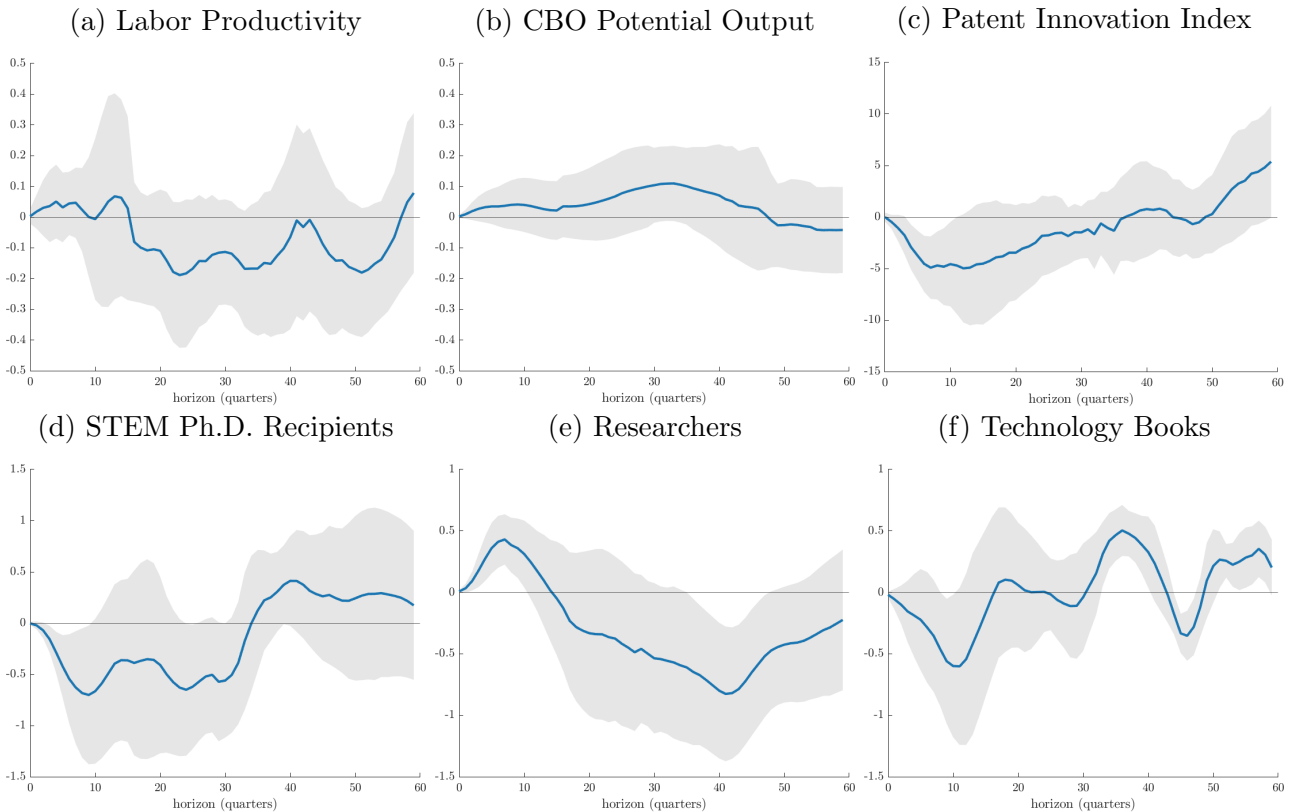 (a) Labor Productivity
(b) CBO Potential Output
(c) Patent Innovation Index
0.5
0.4
0.3
0.2
0.1
0
-0.1
-0.2
-0.3
-0.4
0.5
0 10 20 30 40 50 60
horizon (quarters)
0.5
0.4
0.3
0.2
0.1
0
-0.1
-0.2
0.3
-0.4
0.5
0 10 20 30 40 50 60
horizon (quarters)
15
10
5
0
-5
-10
-15
0 10 20 30 40 50 60
horizon (quarters)
(d) STEM Ph.D. Recipients
(e) Researchers
(f) Technology Books
1.5
1
0.5
0
-0.5
-1
-1.5
0 10 20 30 40 50 60
horizon (quarters)
1
0.5
0
-0.5
-1
-1.5
0 10 20 30 40 50 60
horizon (quarters)
1
0.5
0
-0.5
-1
-1.5
0 10 20 30 40 50 60
horizon (quarters)